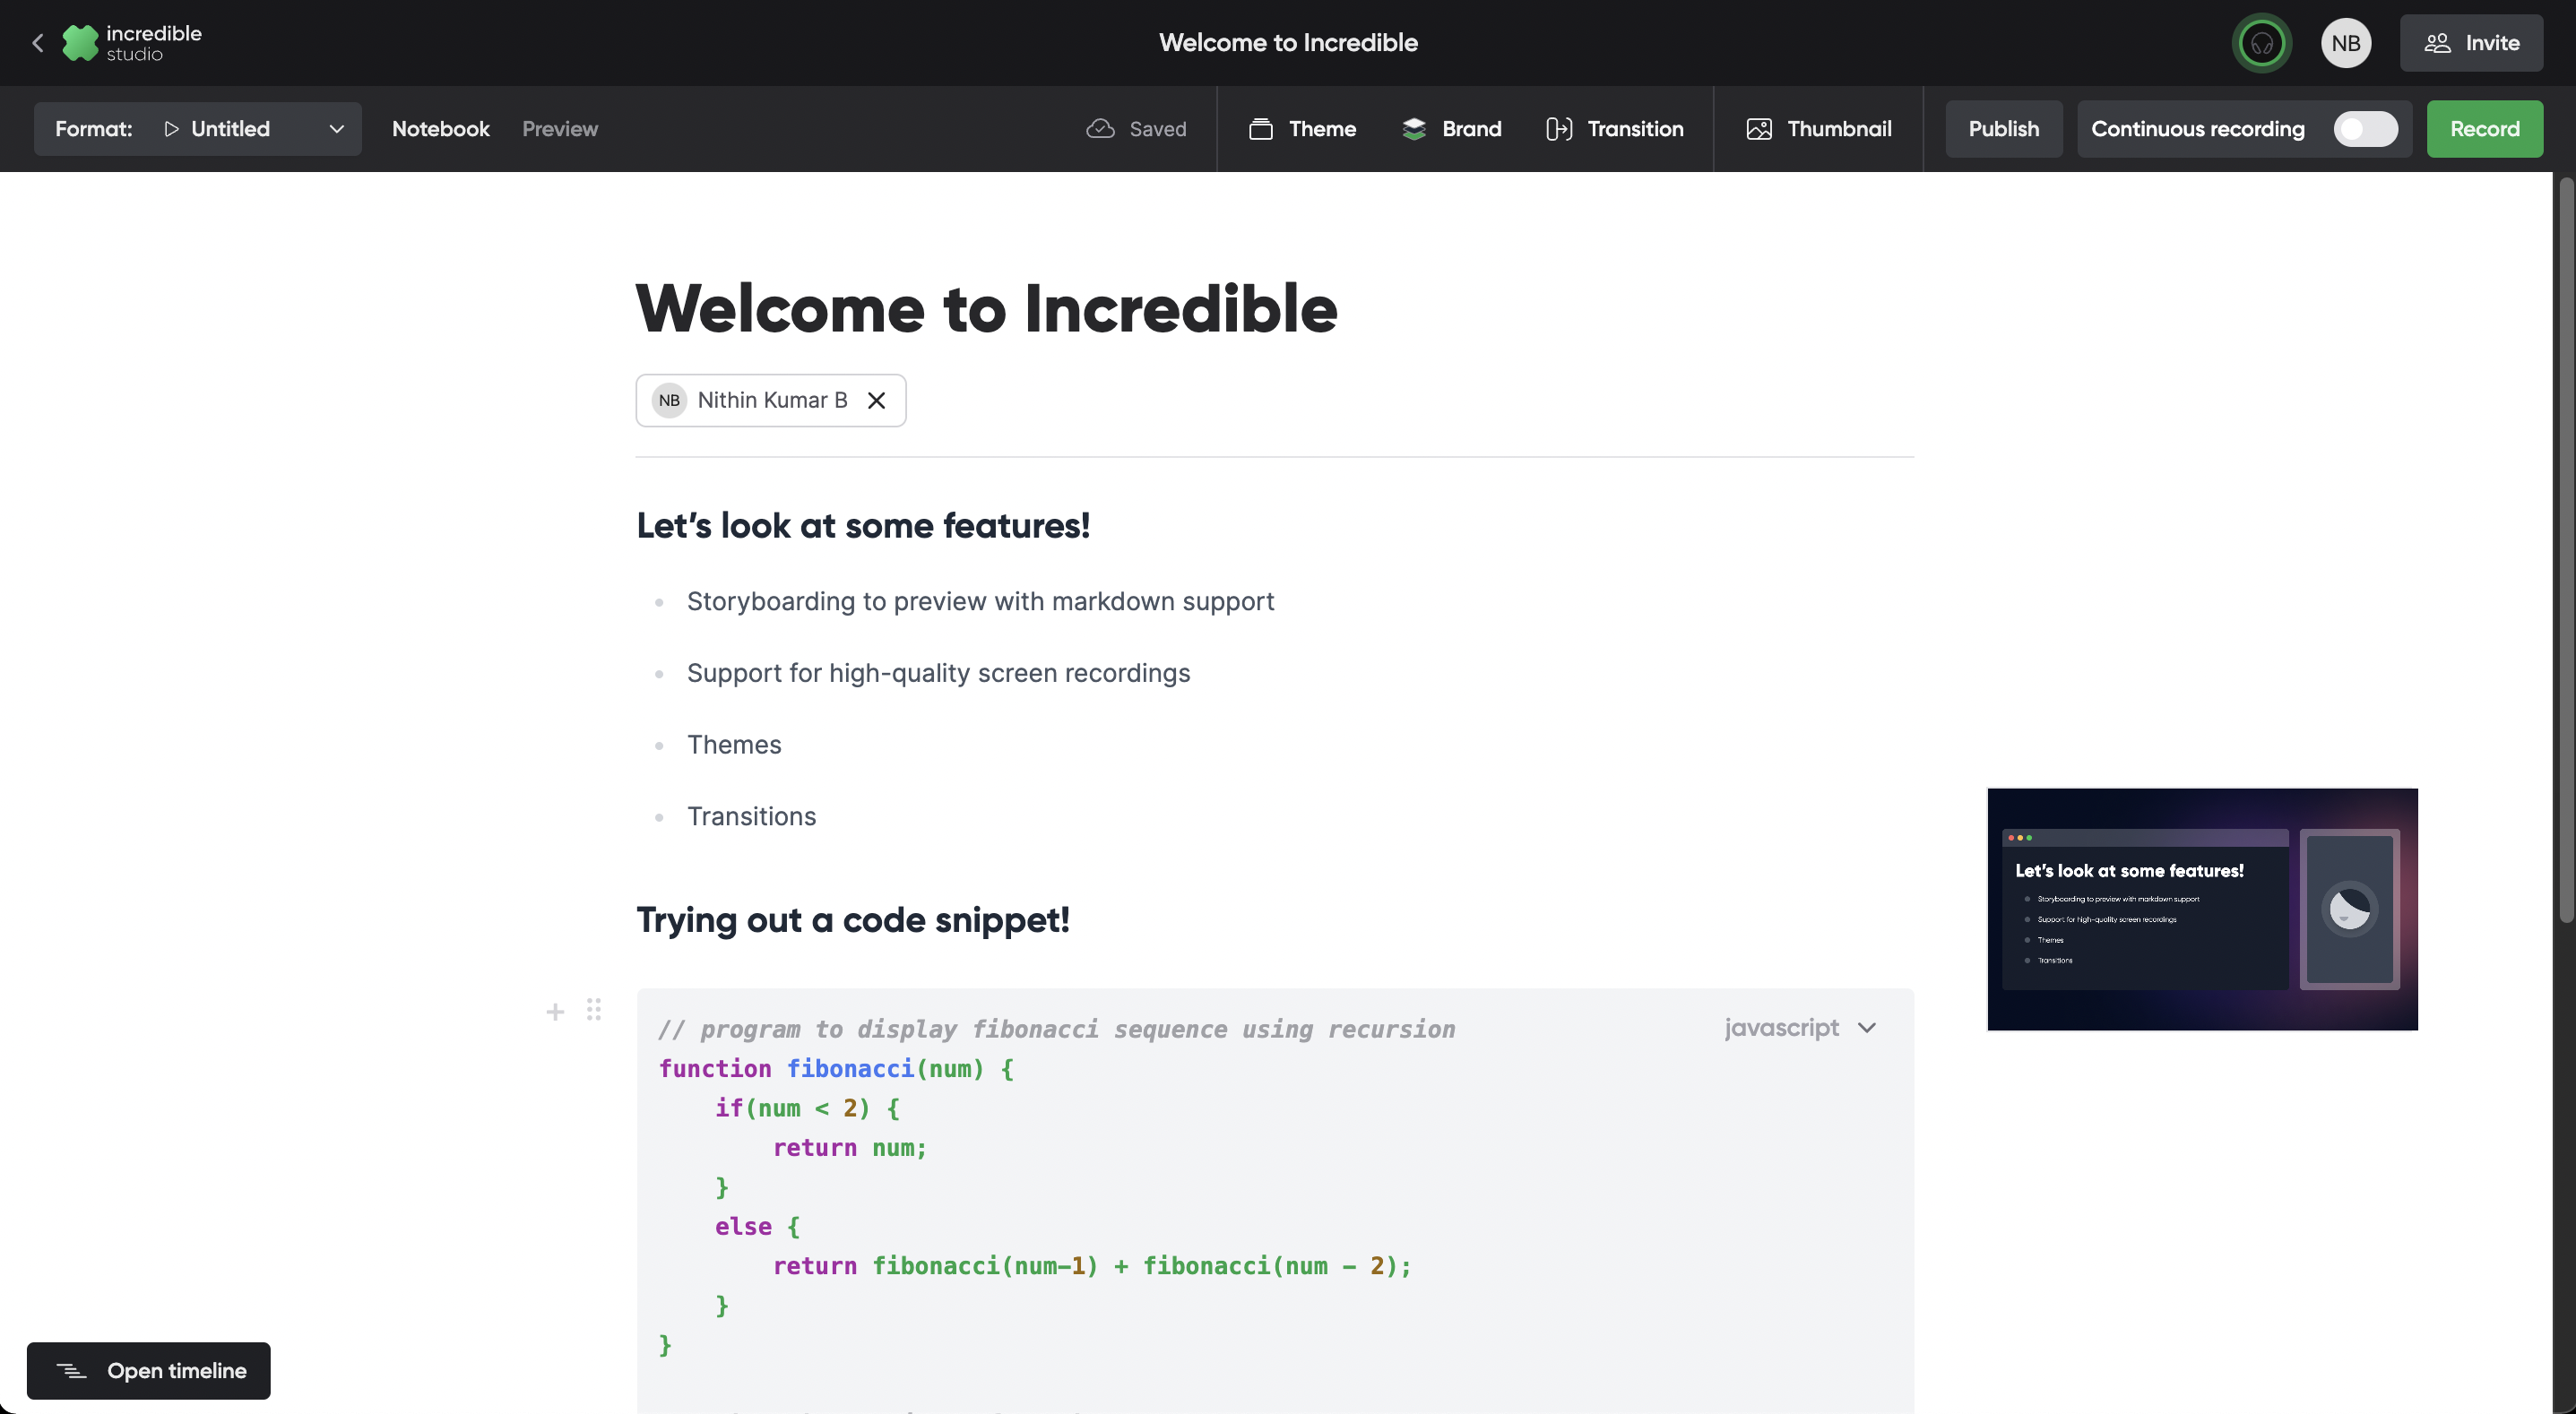 incredible
studio
Welcome to Incredible
NB
Invite
Format: Untitled
Notebook
Preview
Saved
Theme
Brand
Transition
Thumbnail
Publish
Continuous recording
Record
Welcome to Incredible
NB Nithin Kumar B
Let's look at some features!
Storyboarding to preview with markdown support
Support for high-quality screen recordings
Themes
Transitions
Let's look at some features!
Storyboarding to preview with markdown support
Support for high-quality screen recordings
Themes
Transitions
Trying out a code snippet!
// program to display fibonacci sequence using recursion
javascript
function fibonacci(num) {
if(num < 2) {
return num;
}
else {
return fibonacci(num-1) + fibonacci(num - 2);
}
}
Open timeline